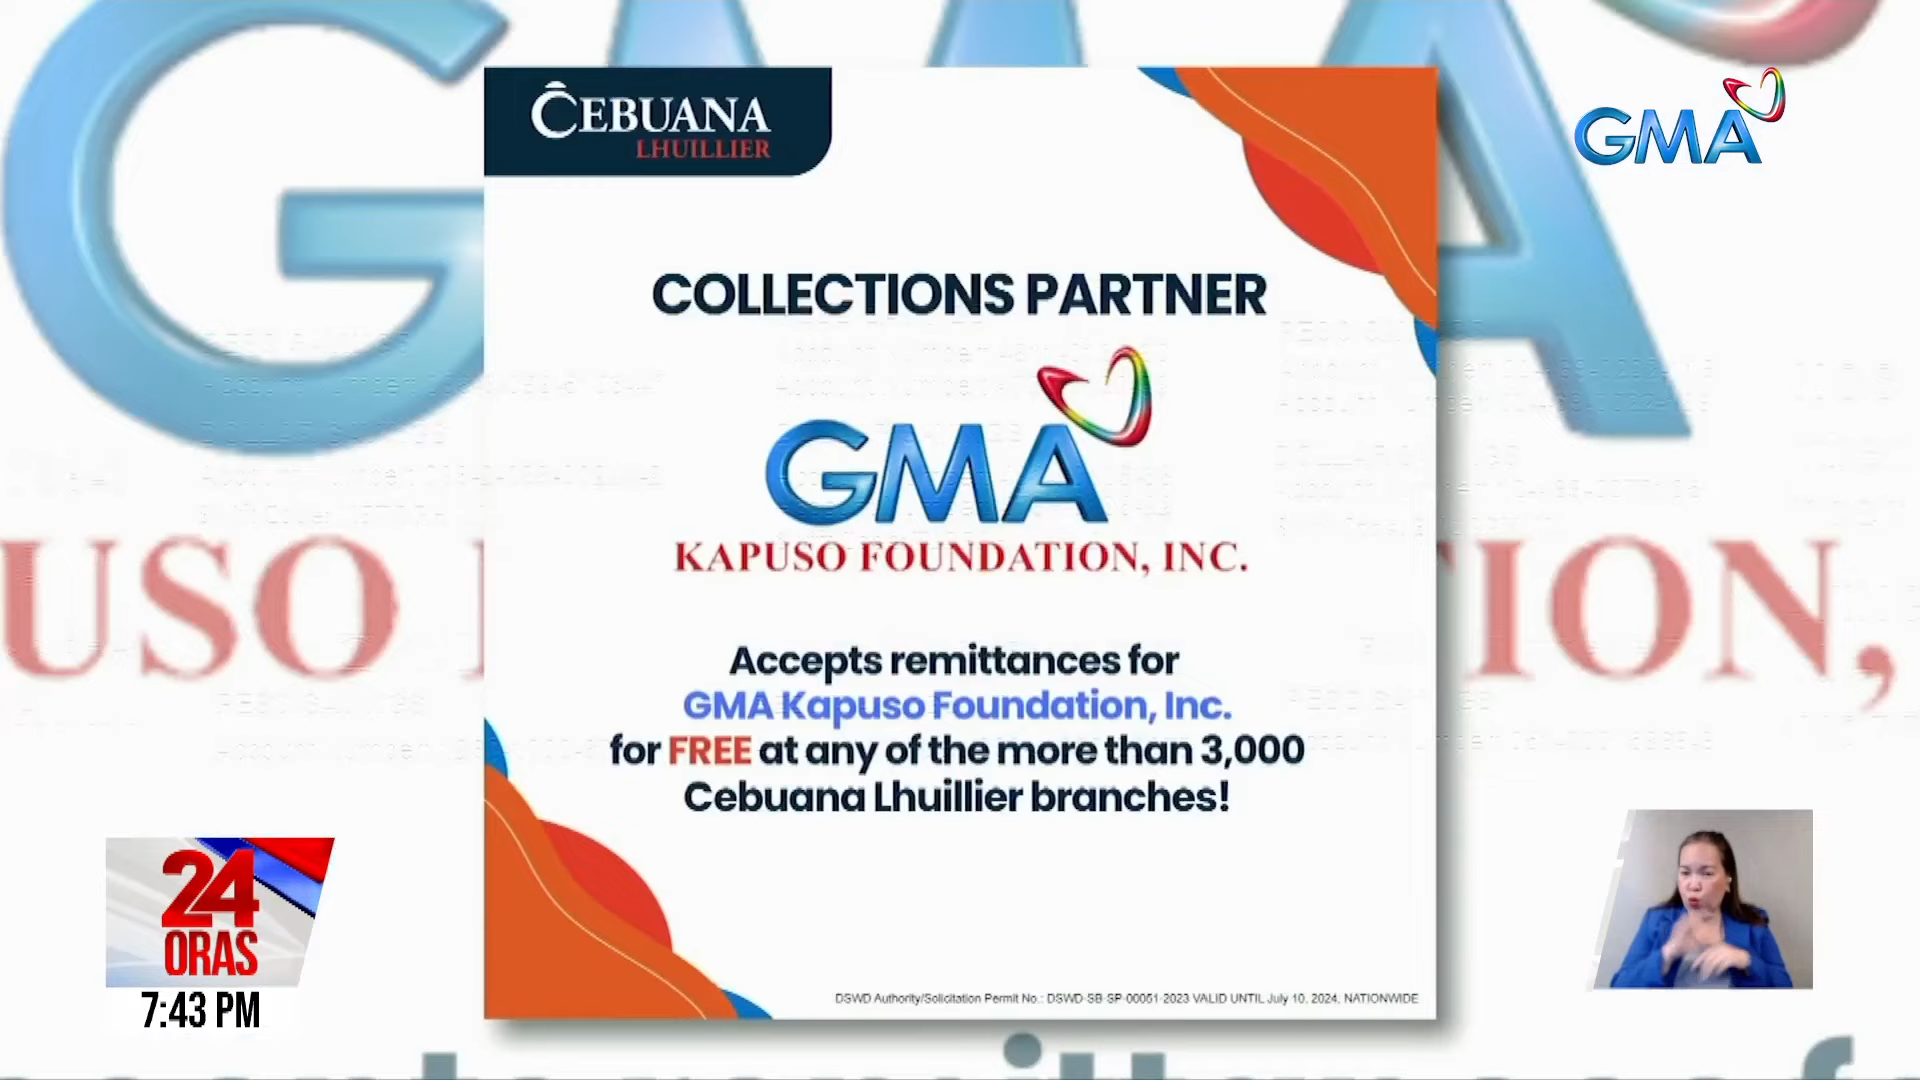 CEBUANA
LHUILLIER
GMA
COLLECTIONS PARTNER
GMA
KAPUSO FOUNDATION, INC.
Accepts remittances for
GMA Kapuso Foundation, Inc.
for FREE at any of the more than 3,000
Cebuana Lhuillier branches!
DSWD Authority/Solicitation Permit No.: DSWD-SB-SP-00051-2023 VALID UNTIL July 10, 2024, NATIONWIDE
24
ORAS
7:43 PM